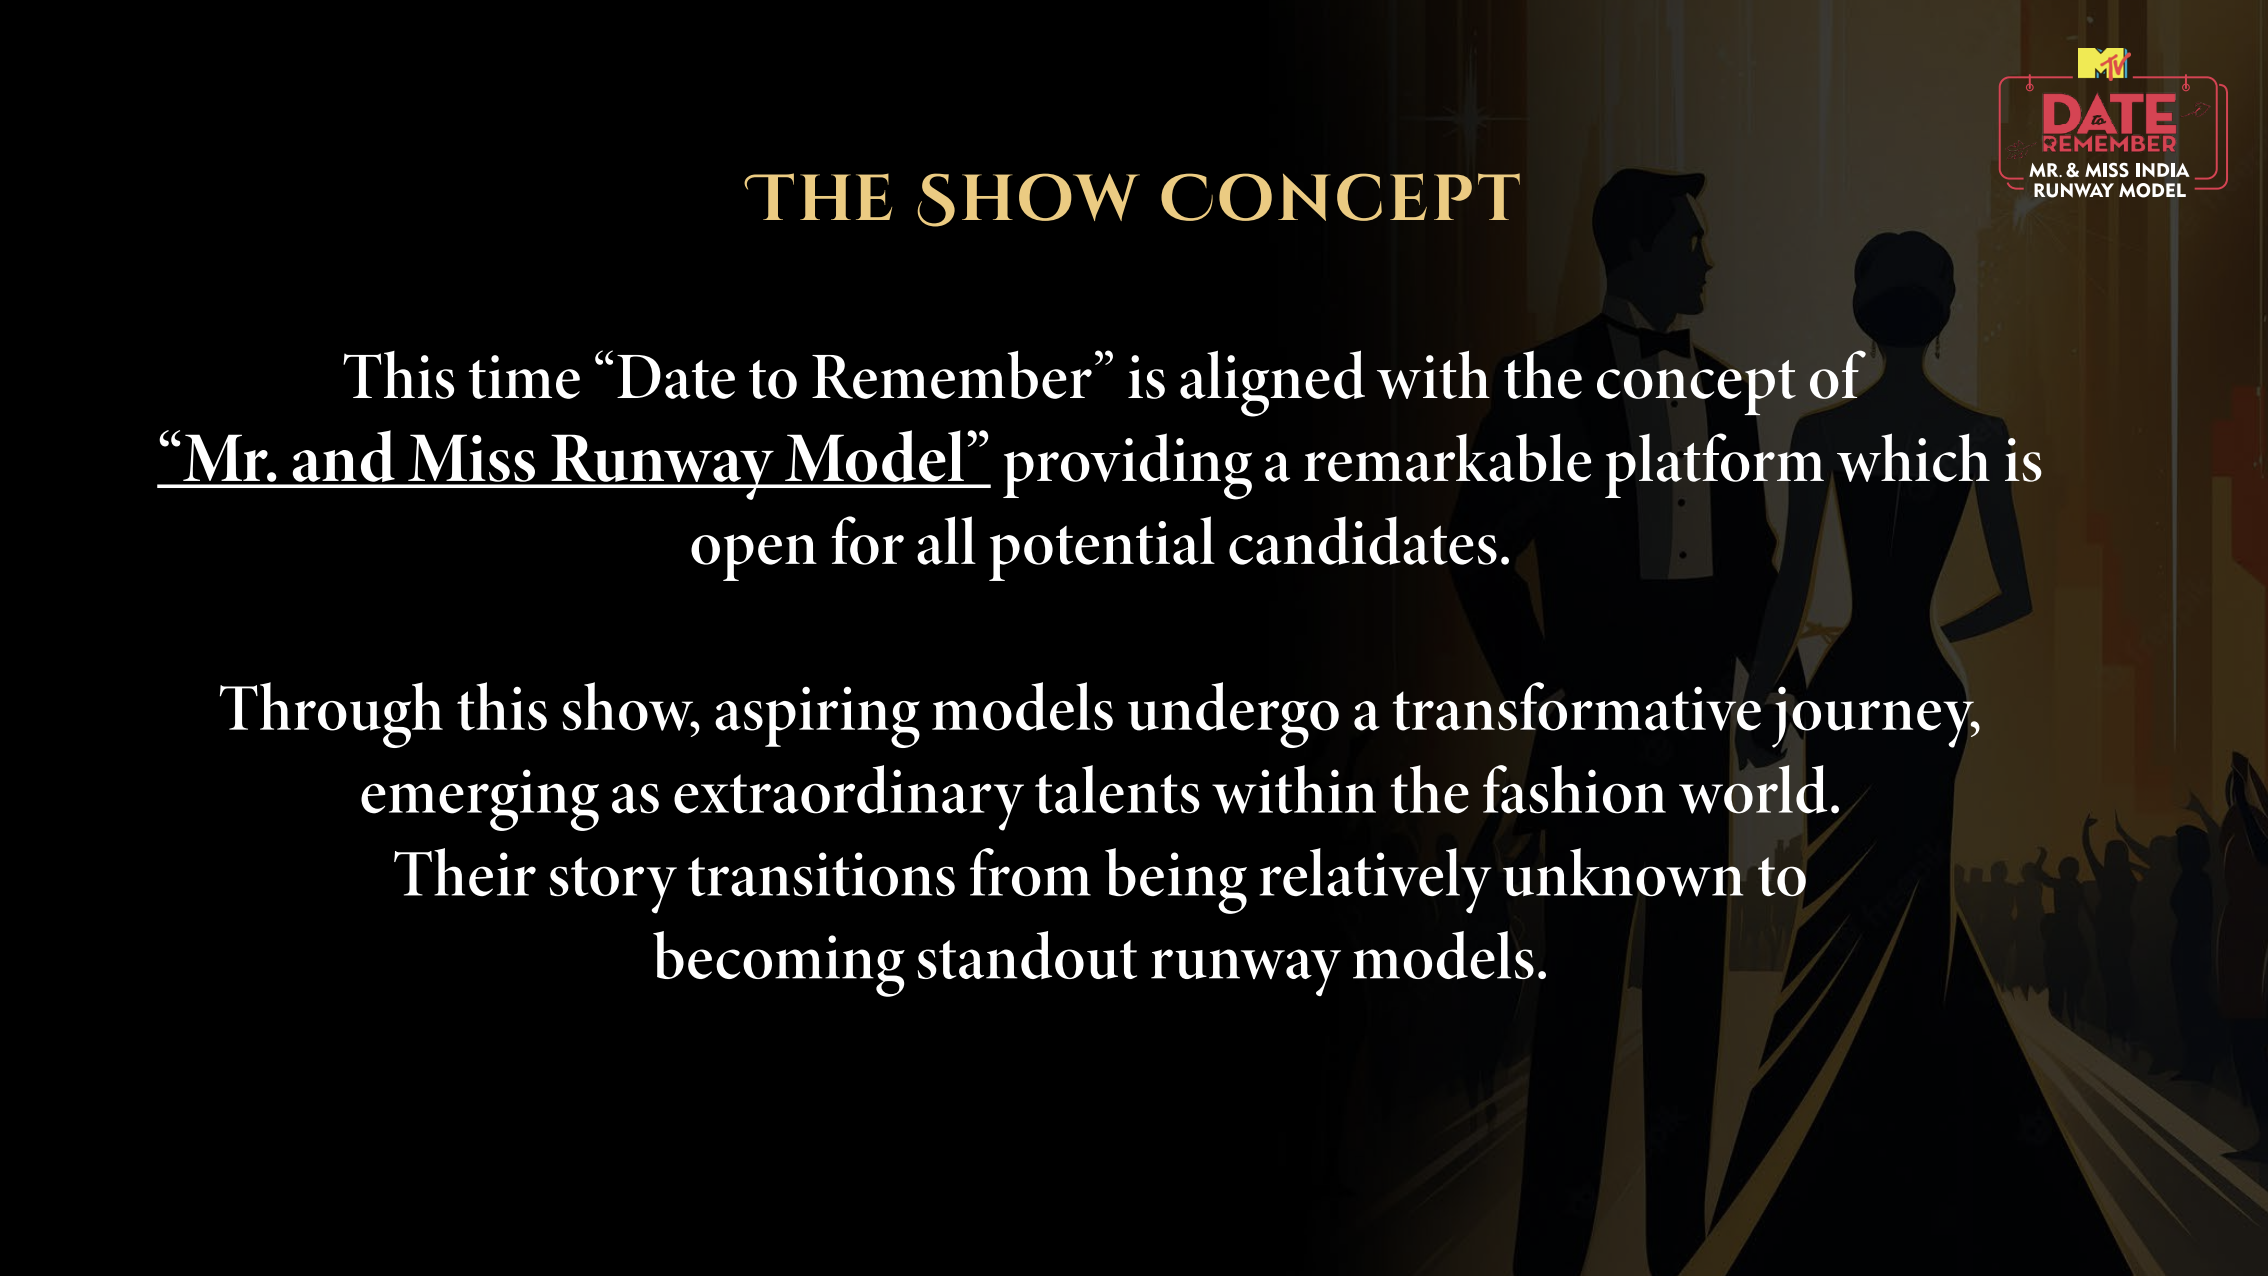 MTV
DATE
to
REMEMBER
MR. & MISS INDIA
RUNWAY MODEL
THE SHOW CONCEPT
This time “Date to Remember” is aligned with the concept of
“Mr. and Miss Runway Model” providing a remarkable platform which is
open for all potential candidates.
Through this show, aspiring models undergo a transformative journey,
emerging as extraordinary talents within the fashion world.
Their story transitions from being relatively unknown to
becoming standout runway models.